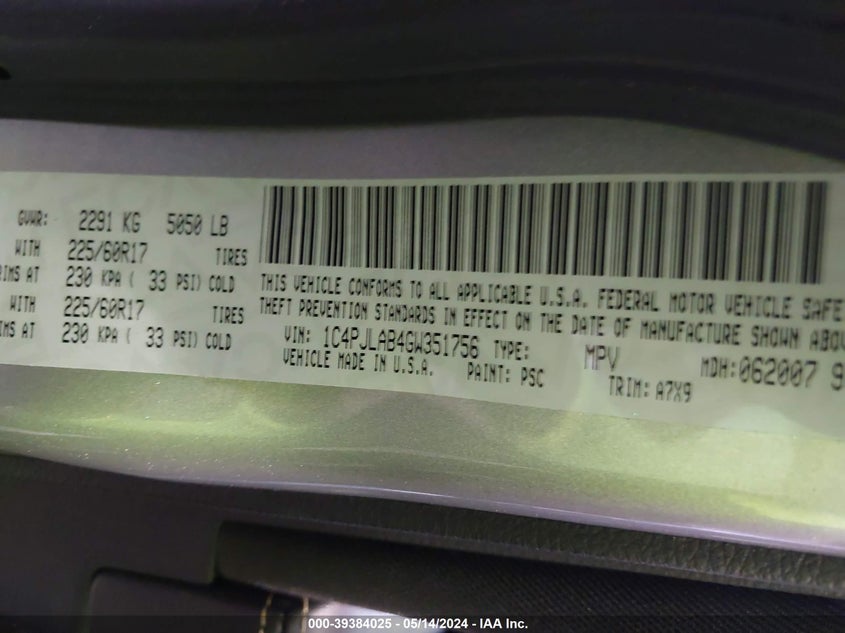 GVWR: 2291 KG 5050 LB
WITH 225/60R17 TIRES
RIMS AT 230 KPA ( 33 PSI) COLD
WITH 225/60R17 TIRES
RIMS AT 230 KPA ( 33 PSI) COLD
THIS VEHICLE CONFORMS TO ALL APPLICABLE U.S.A. FEDERAL MOTOR VEHICLE SAFE
THEFT PREVENTION STANDARDS IN EFFECT ON THE DATE OF MANUFACTURE SHOWN ABOV
VIN: 1C4PJLAB4GW351756 TYPE: MPV MDH:062007 9
VEHICLE MADE IN U.S.A. PAINT: PSC TRIM: A7X9
000-39384025 - 05/14/2024 - IAA Inc.